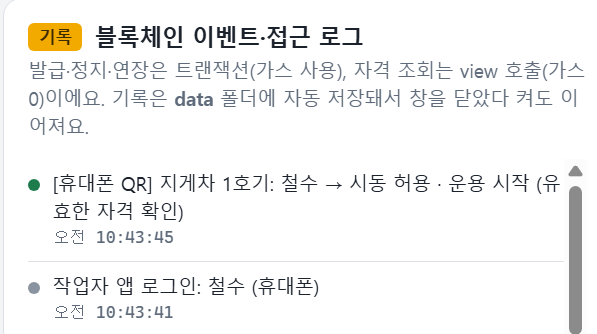 기록 블록체인 이벤트·접근 로그
발급·정지·연장은 트랜잭션(가스 사용), 자격 조회는 view 호출(가스
0)이에요. 기록은 data 폴더에 자동 저장돼서 창을 닫았다 켜도 이
어져요.
[휴대폰 QR] 지게차 1호기: 철수 → 시동 허용 · 운용 시작 (유
효한 자격 확인)
오전 10:43:45
작업자 앱 로그인: 철수 (휴대폰)
오전 10:43:41